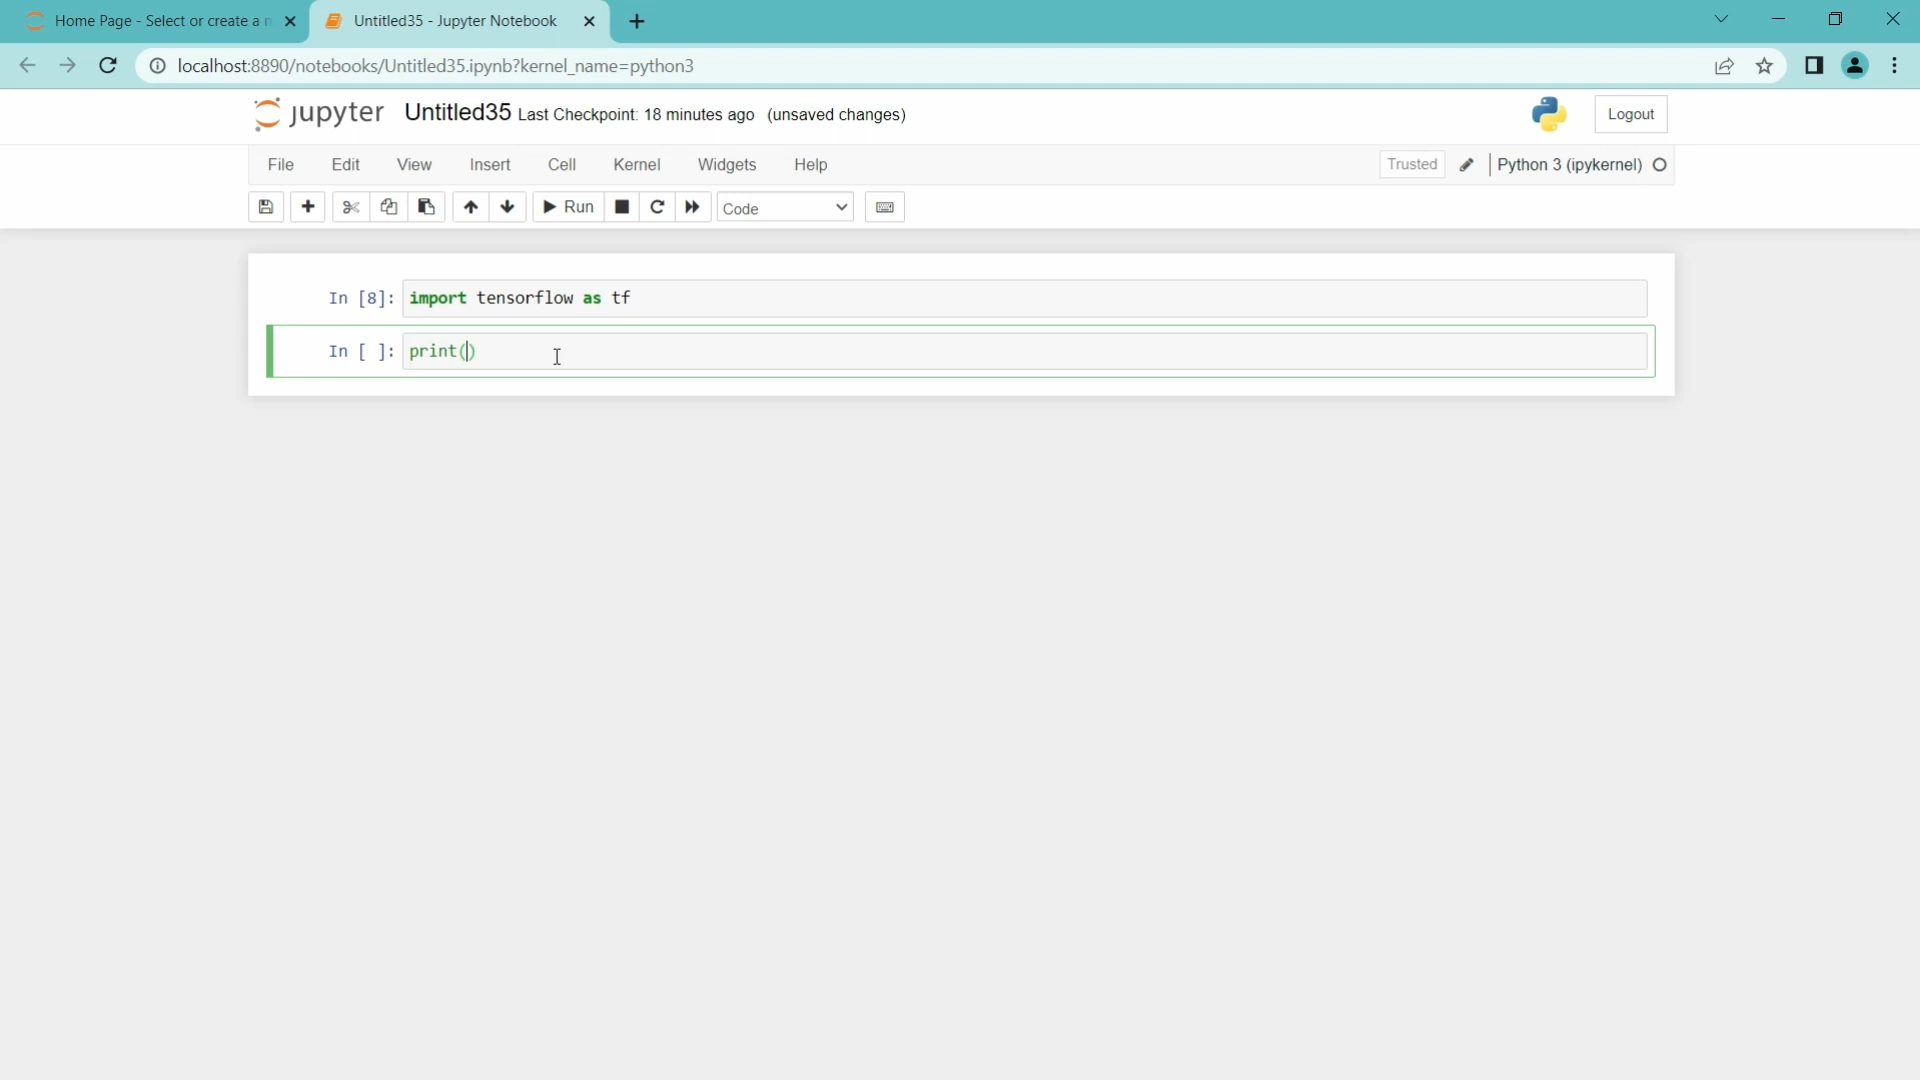 Home Page - Select or create a n
Untitled35 - Jupyter Notebook
localhost:8890/notebooks/Untitled35.ipynb?kernel_name=python3
jupyter Untitled35 Last Checkpoint: 18 minutes ago (unsaved changes) Logout
File Edit View Insert Cell Kernel Widgets Help Trusted Python 3 (ipykernel)
Run Code
In [8]: import tensorflow as tf
In [ ]: print()